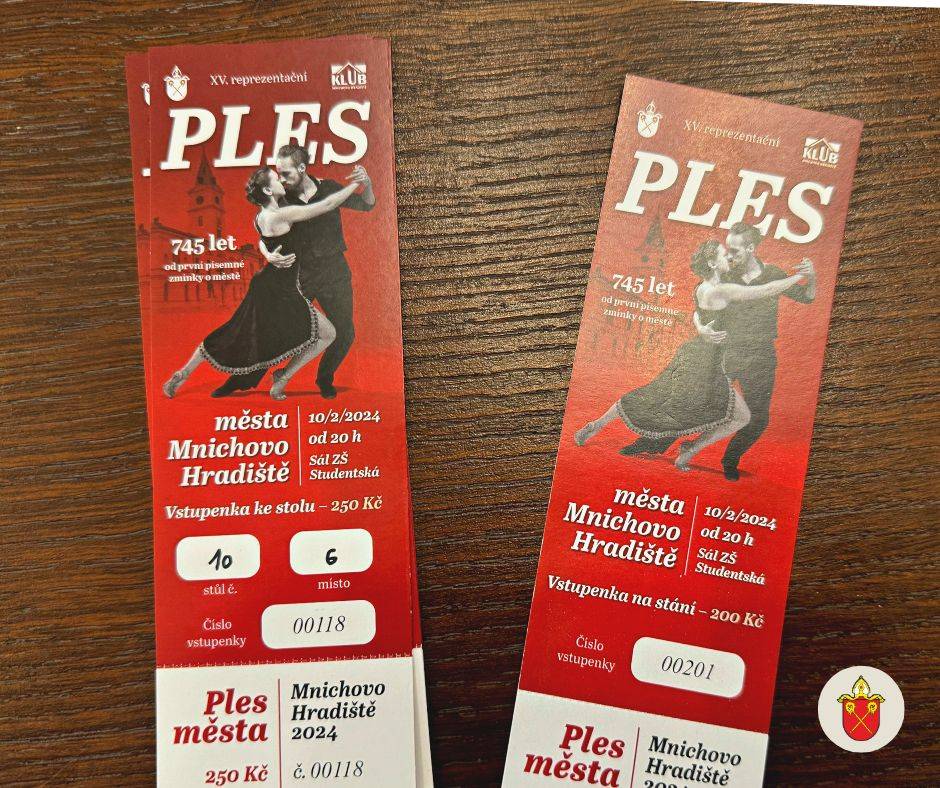 XV. reprezentační
KLUB
PLES
745 let
od první písemné
zmínky o městě
města
Mnichovo
Hradiště
10/2/2024
od 20 h
Sál ZŠ
Studentská
Vstupenka ke stolu – 250 Kč
10
6
stůl č.
místo
Číslo
vstupenky
00118
Ples
města
Mnichovo
Hradiště
2024
250 Kč
č. 00118
XV. reprezentační
KLUB
PLES
745 let
od první písemné
zmínky o městě
města
Mnichovo
Hradiště
10/2/2024
od 20 h
Sál ZŠ
Studentská
Vstupenka na stání – 200 Kč
Číslo
vstupenky
00201
Ples
města
Mnichovo
Hradiště
2024